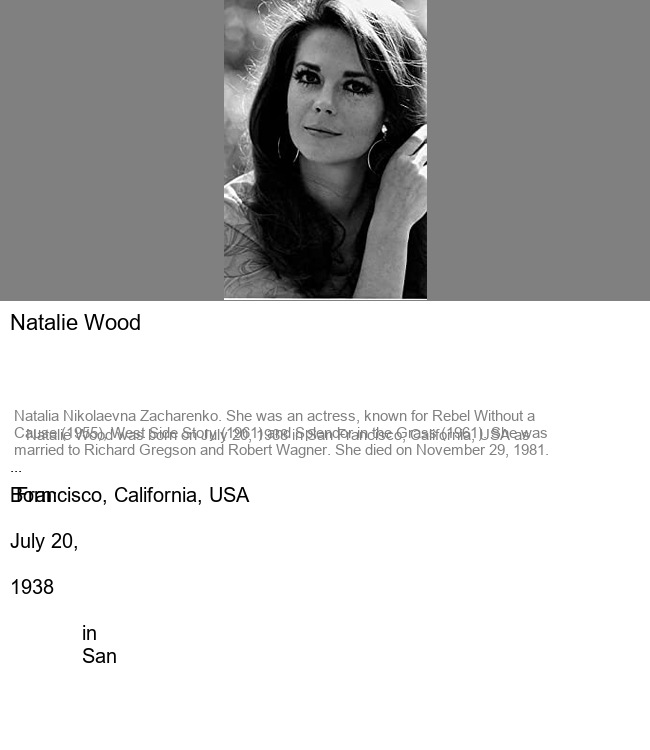 Natalie Wood
Natalia Nikolaevna Zacharenko. She was an actress, known for Rebel Without a
Cause (1955), West Side Story (1961) and Splendor in the Grass (1961). She was
Natalie Wood was born on July 20, 1938 in San Francisco, California, USA as
married to Richard Gregson and Robert Wagner. She died on November 29, 1981.
...
Born
Francisco, California, USA
July 20,
1938
in
San